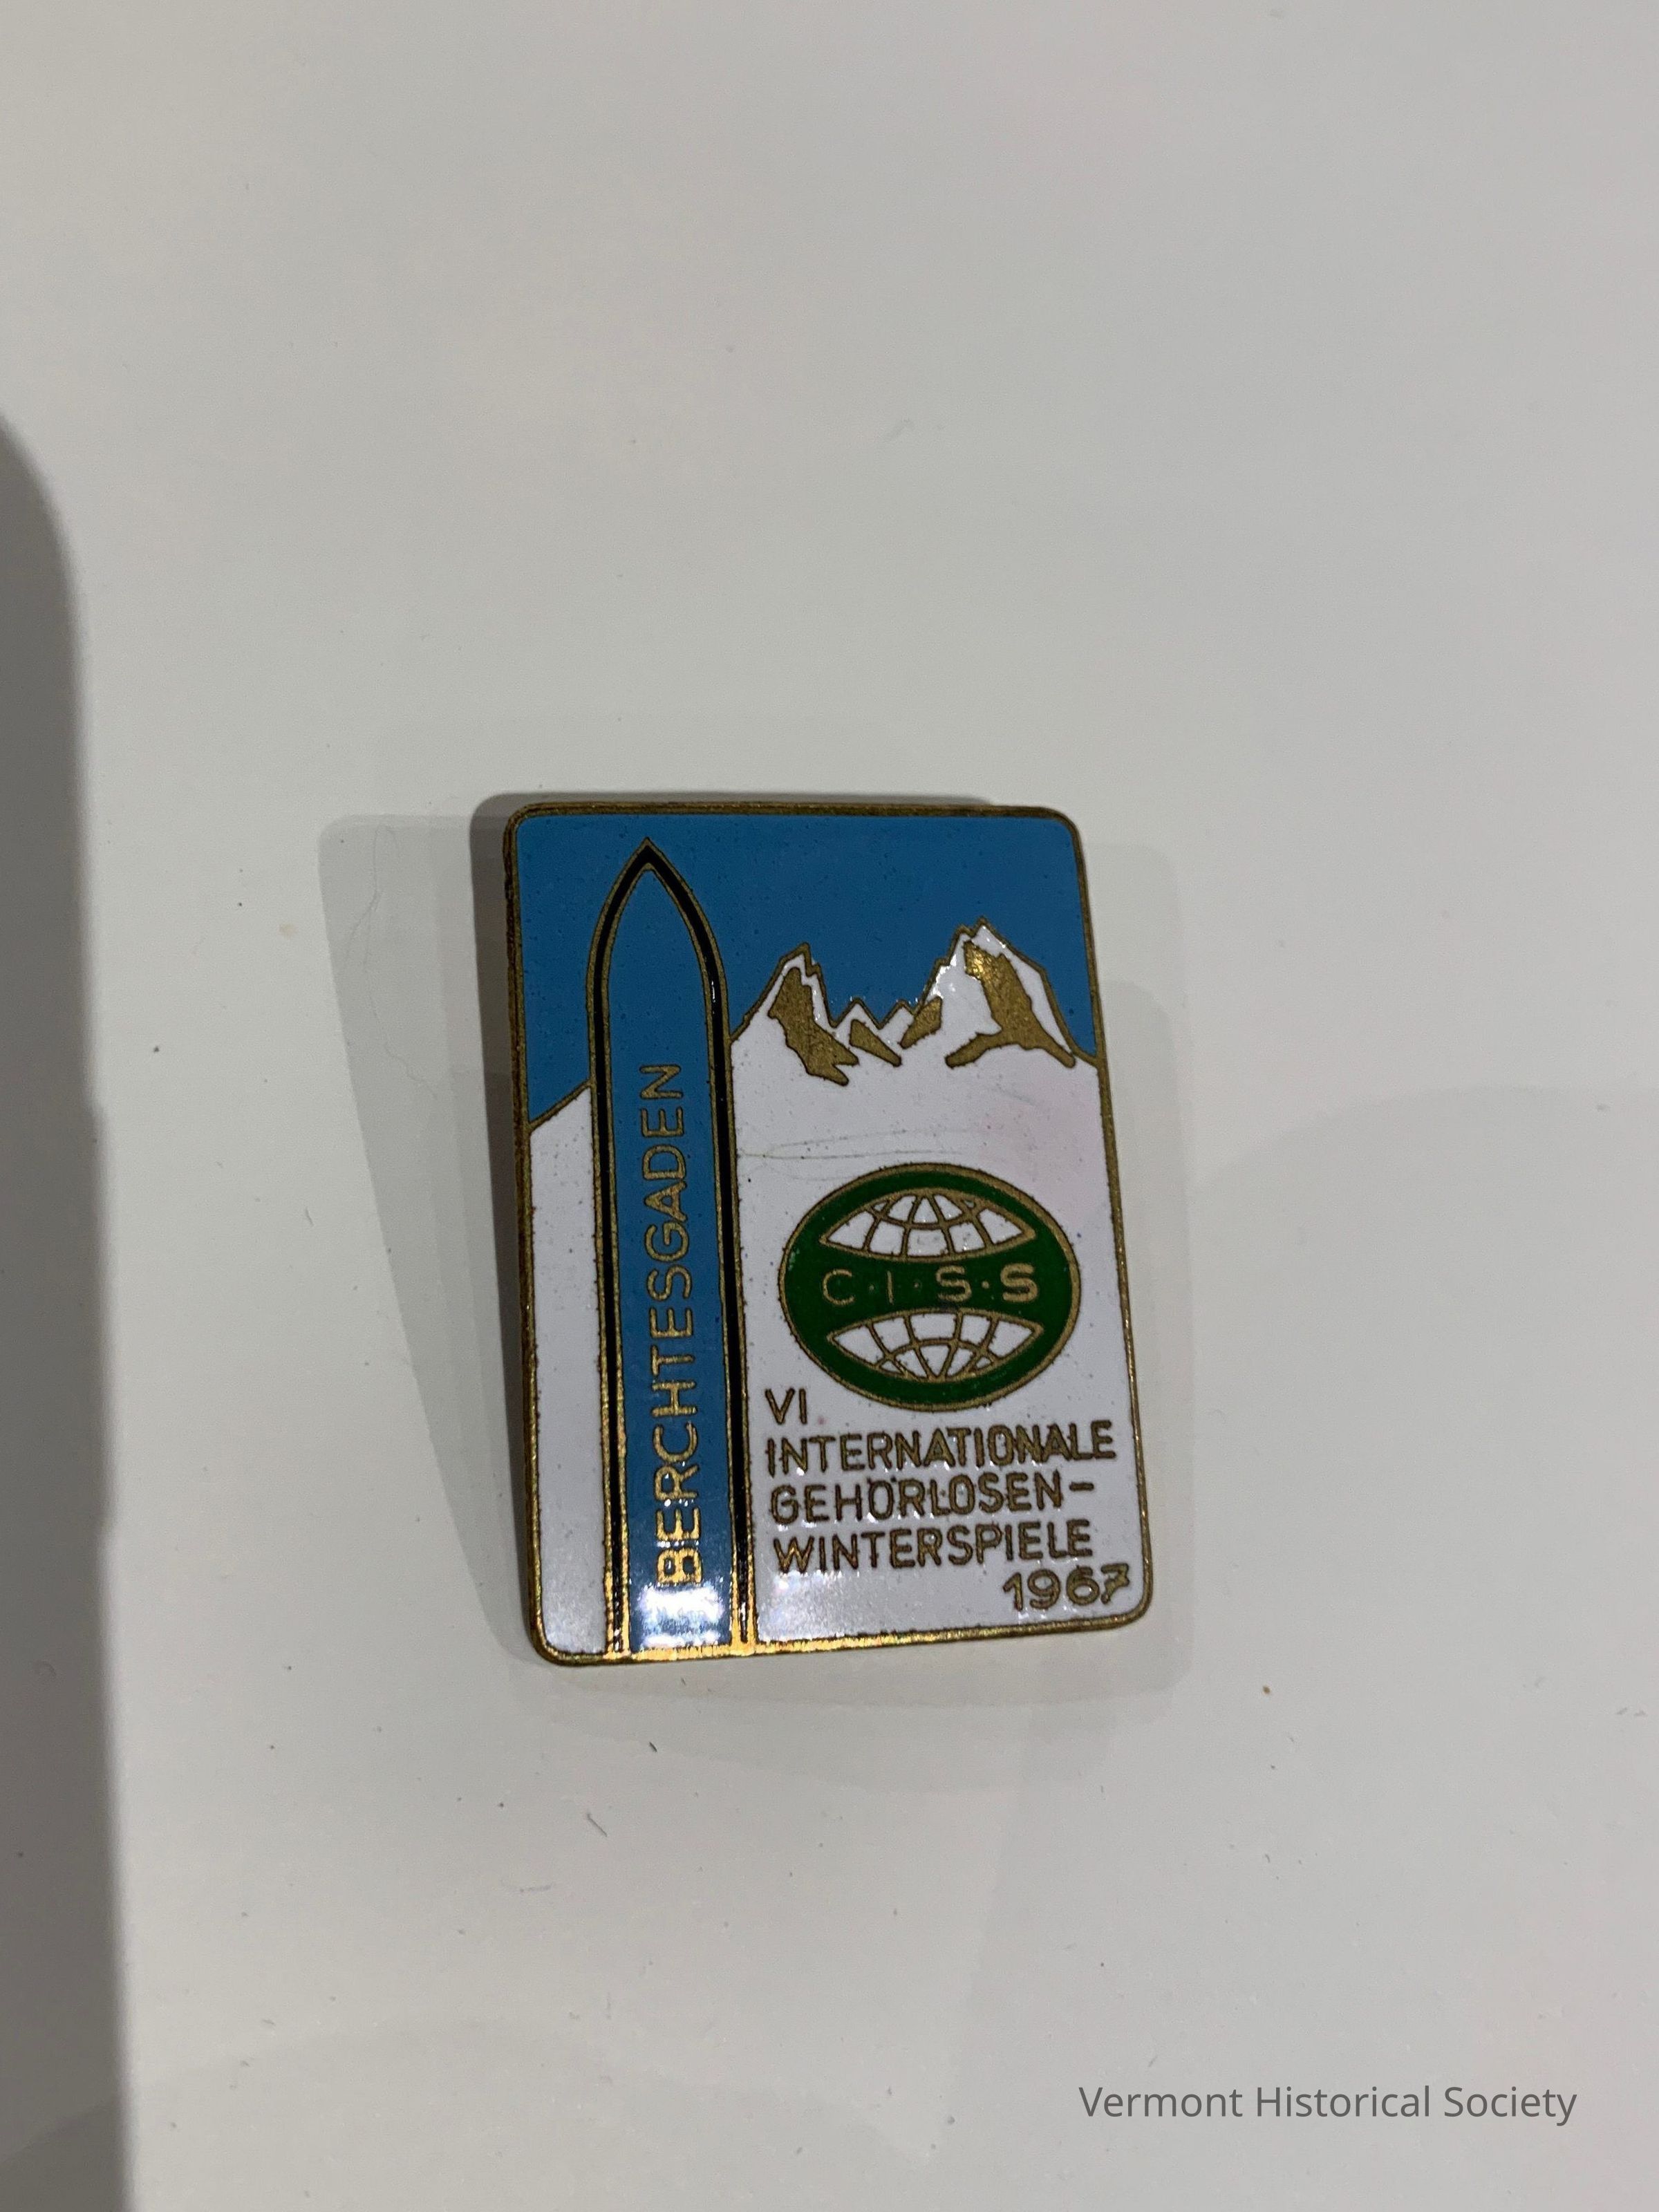 BERCHTESGADEN
C·I·S·S
VI
INTERNATIONALE
GEHÖRLOSEN-
WINTERSPIELE
1967
Vermont Historical Society